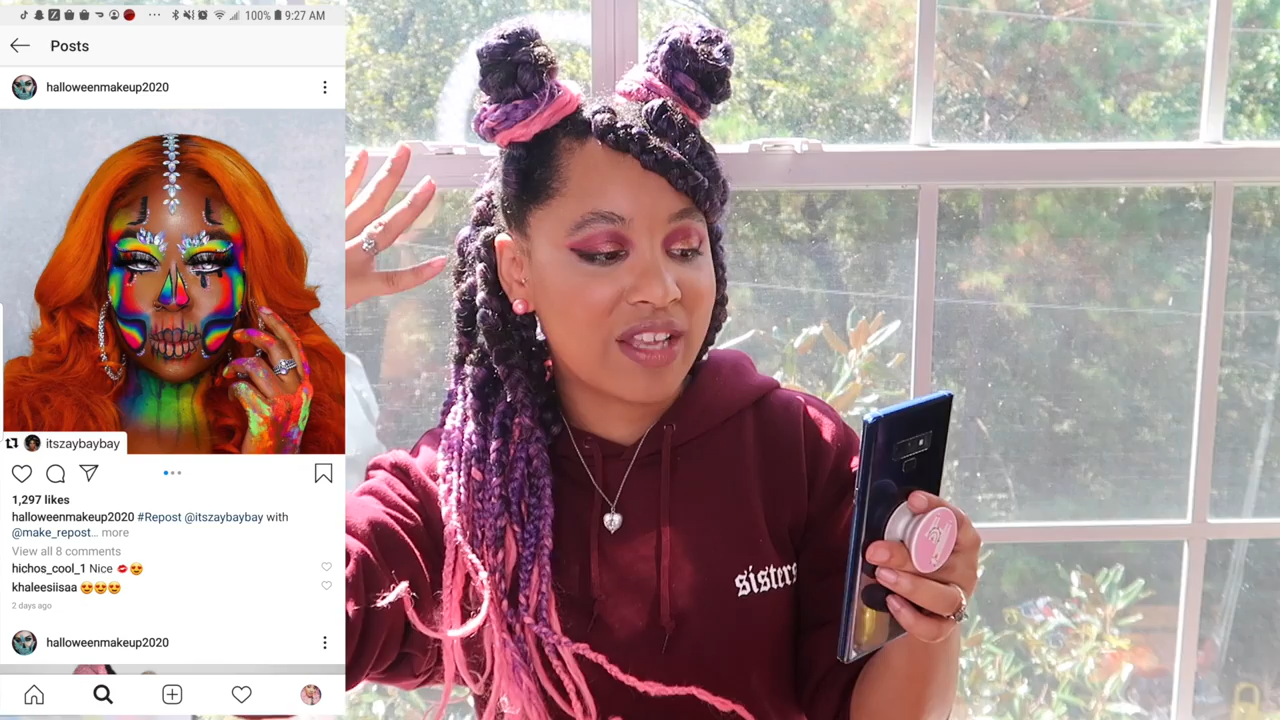 100% 9:27 AM
Posts
halloweenmakeup2020
itszaybaybay
1,297 likes
halloweenmakeup2020 #Repost @itszaybaybay with
@make_repost... more
View all 8 comments
hichos_cool_1 Nice 💋😍
khaleesiisaa 😍😍😍
2 days ago
halloweenmakeup2020
sisters